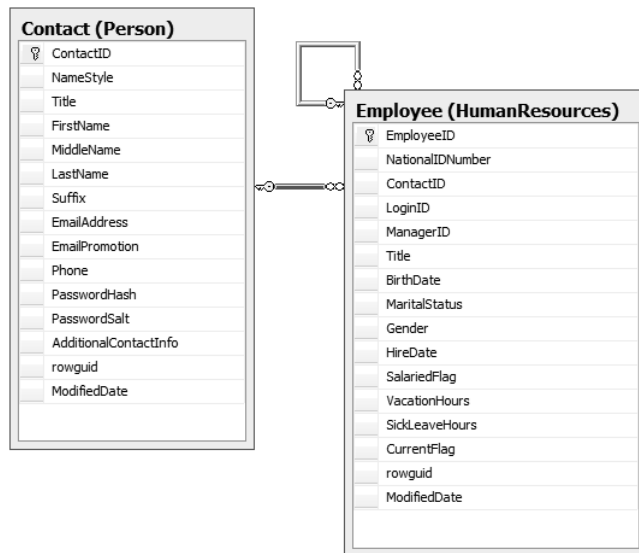 Contact (Person)
ContactID
NameStyle
Title
FirstName
MiddleName
LastName
Suffix
EmailAddress
EmailPromotion
Phone
PasswordHash
PasswordSalt
AdditionalContactInfo
rowguid
ModifiedDate
Employee (HumanResources)
EmployeeID
NationalIDNumber
ContactID
LoginID
ManagerID
Title
BirthDate
MaritalStatus
Gender
HireDate
SalariedFlag
VacationHours
SickLeaveHours
CurrentFlag
rowguid
ModifiedDate